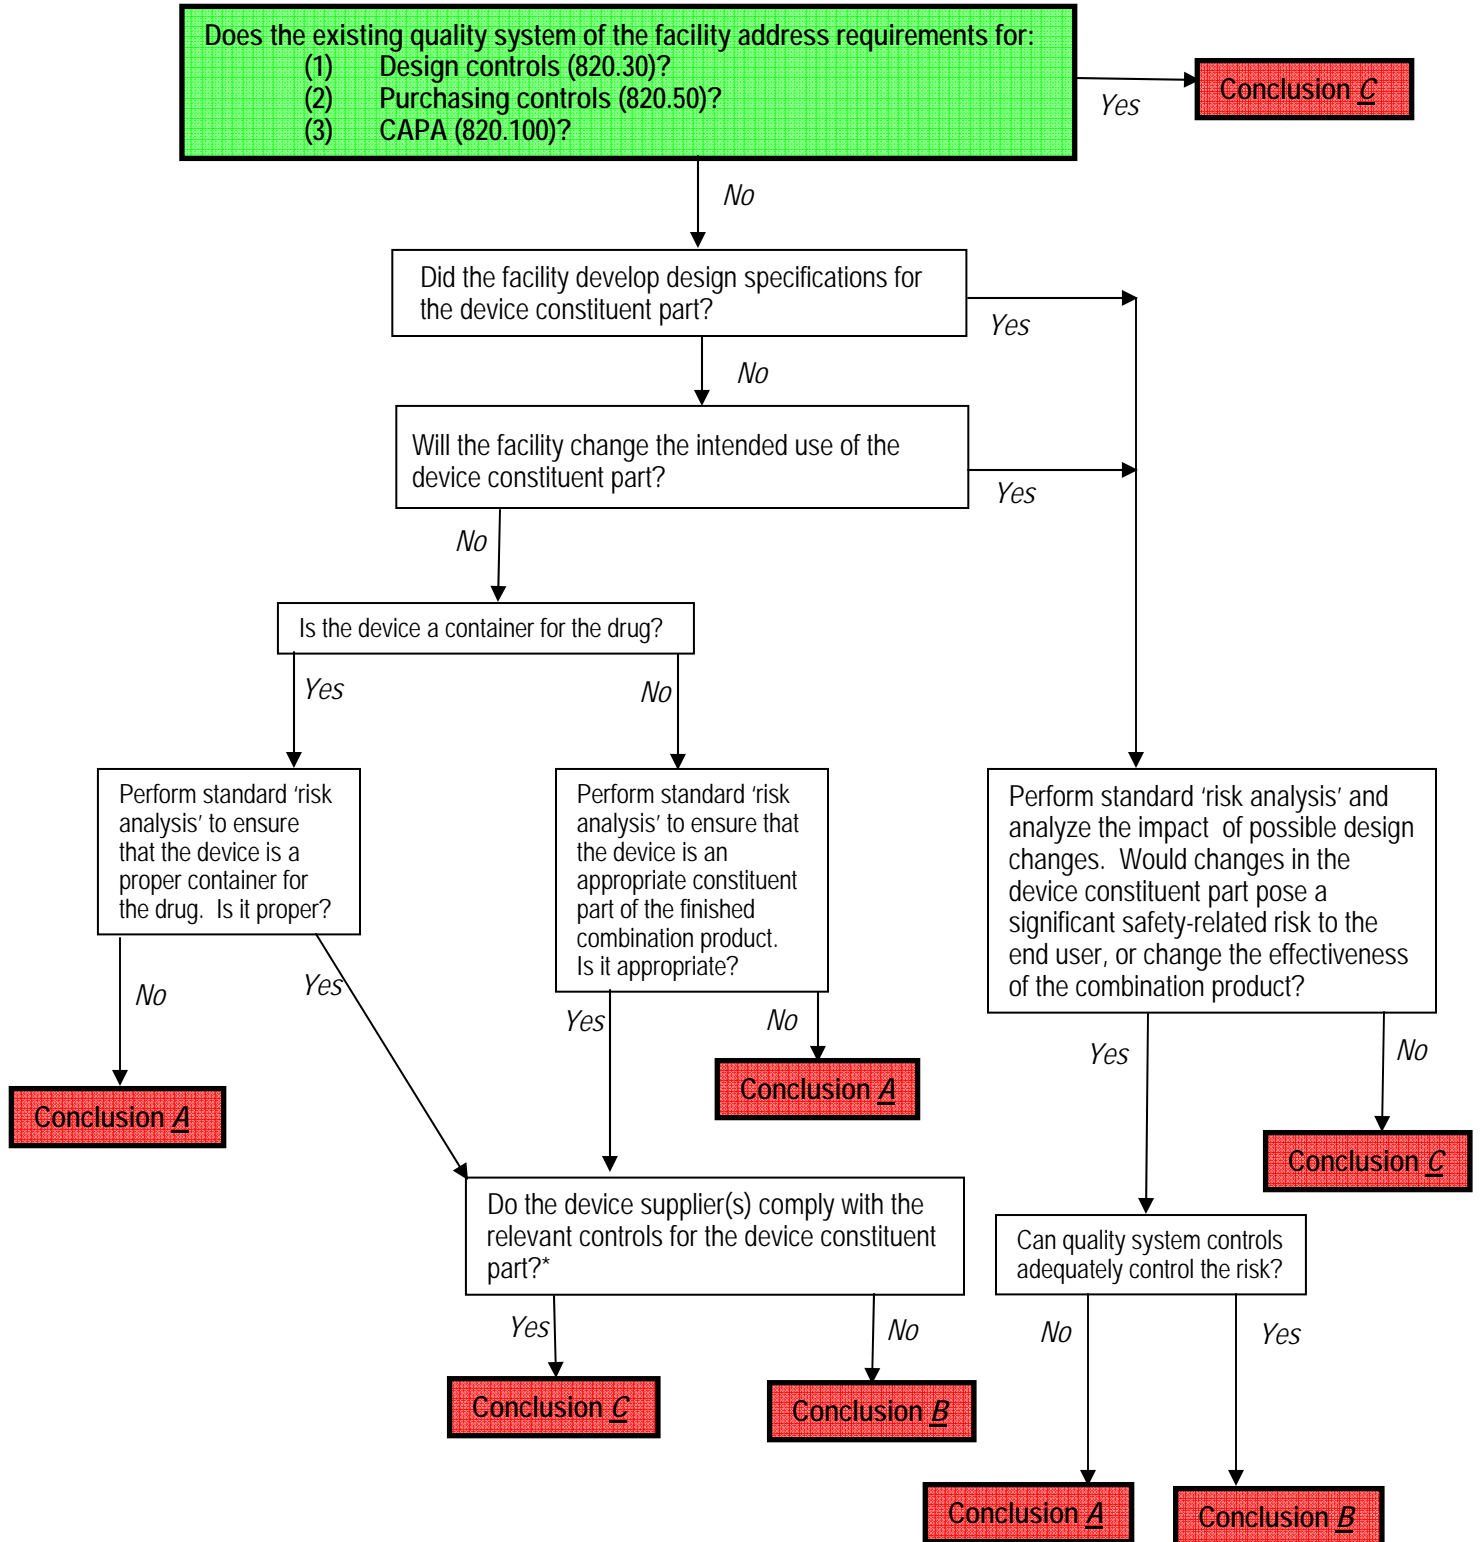 Does the existing quality system of the facility address requirements for:
(1) Design controls (820.30)?
(2) Purchasing controls (820.50)?
(3) CAPA (820.100)?
Yes
Conclusion C
No
Did the facility develop design specifications for
the device constituent part?
Yes
No
Will the facility change the intended use of the
device constituent part?
Yes
No
Is the device a container for the drug?
Yes
No
Perform standard ‘risk
analysis’ to ensure
that the device is a
proper container for
the drug. Is it proper?
Perform standard ‘risk
analysis’ to ensure that
the device is an
appropriate constituent
part of the finished
combination product.
Is it appropriate?
Perform standard ‘risk analysis’ and
analyze the impact of possible design
changes. Would changes in the
device constituent part pose a
significant safety-related risk to the
end user, or change the effectiveness
of the combination product?
No
Yes
Yes
No
Yes
No
Conclusion A
Conclusion A
Conclusion C
Do the device supplier(s) comply with the
relevant controls for the device constituent
part?*
Can quality system controls
adequately control the risk?
Yes
No
No
Yes
Conclusion C
Conclusion B
Conclusion A
Conclusion B